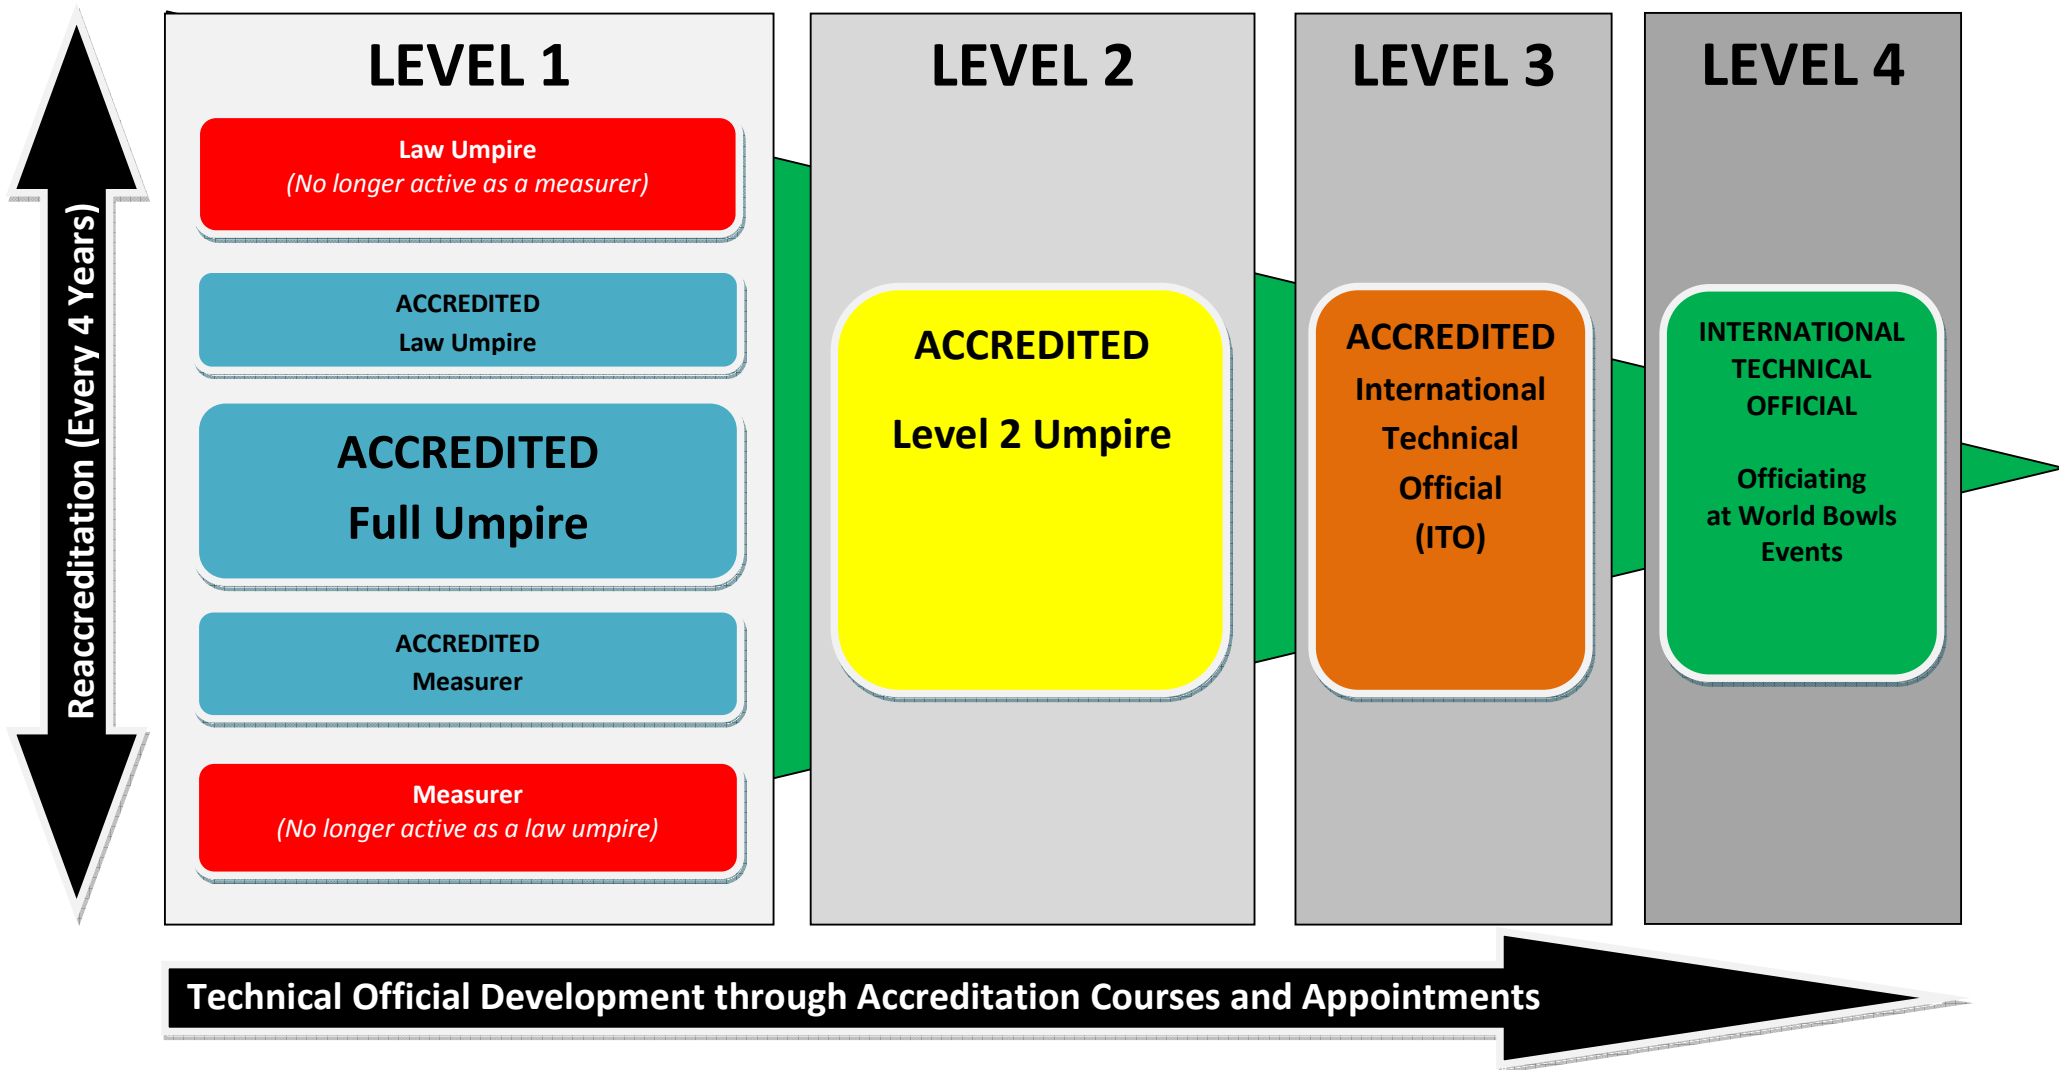 Reaccreditation (Every 4 Years)
LEVEL 1
Law Umpire
(No longer active as a measurer)
ACCREDITED
Law Umpire
ACCREDITED
Full Umpire
ACCREDITED
Measurer
Measurer
(No longer active as a law umpire)
LEVEL 2
ACCREDITED
Level 2 Umpire
LEVEL 3
ACCREDITED
International
Technical
Official
(ITO)
LEVEL 4
INTERNATIONAL
TECHNICAL
OFFICIAL
Officiating
at World Bowls
Events
Technical Official Development through Accreditation Courses and Appointments